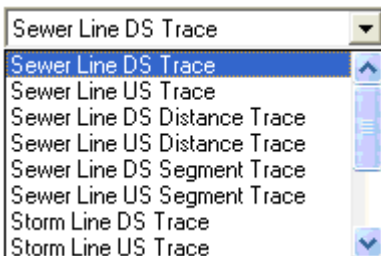 Sewer Line DS Trace
Sewer Line DS Trace
Sewer Line US Trace
Sewer Line DS Distance Trace
Sewer Line US Distance Trace
Sewer Line DS Segment Trace
Sewer Line US Segment Trace
Storm Line DS Trace
Storm Line US Trace